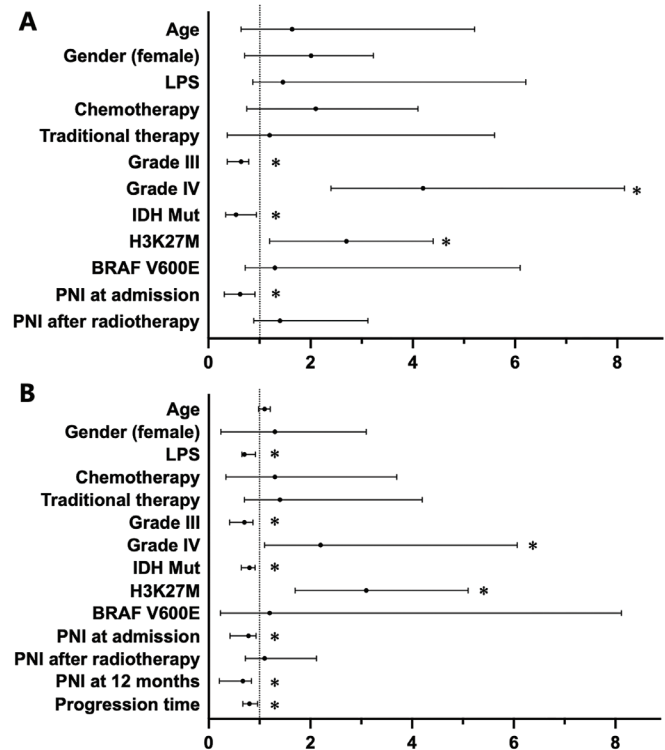 A
Age
Gender (female)
LPS
Chemotherapy
Traditional therapy
Grade III *
Grade IV *
IDH Mut *
H3K27M *
BRAF V600E
PNI at admission *
PNI after radiotherapy
0 2 4 6 8
B
Age
Gender (female)
LPS *
Chemotherapy
Traditional therapy
Grade III *
Grade IV *
IDH Mut *
H3K27M *
BRAF V600E
PNI at admission *
PNI after radiotherapy
PNI at 12 months *
Progression time *
0 2 4 6 8